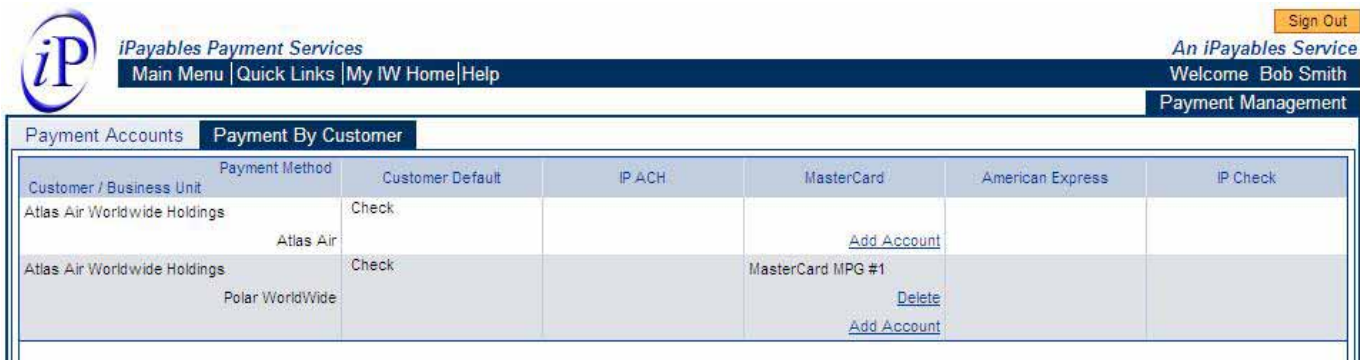 Sign Out
iP
iPayables Payment Services
An iPayables Service
Main Menu |Quick Links |My IW Home|Help
Welcome Bob Smith
Payment Management
Payment Accounts
Payment By Customer
Payment Method
Customer / Business Unit
Customer Default
IP ACH
MasterCard
American Express
IP Check
Atlas Air Worldwide Holdings
Check
Atlas Air
Add Account
Atlas Air Worldwide Holdings
Check
MasterCard MPG #1
Polar WorldWide
Delete
Add Account